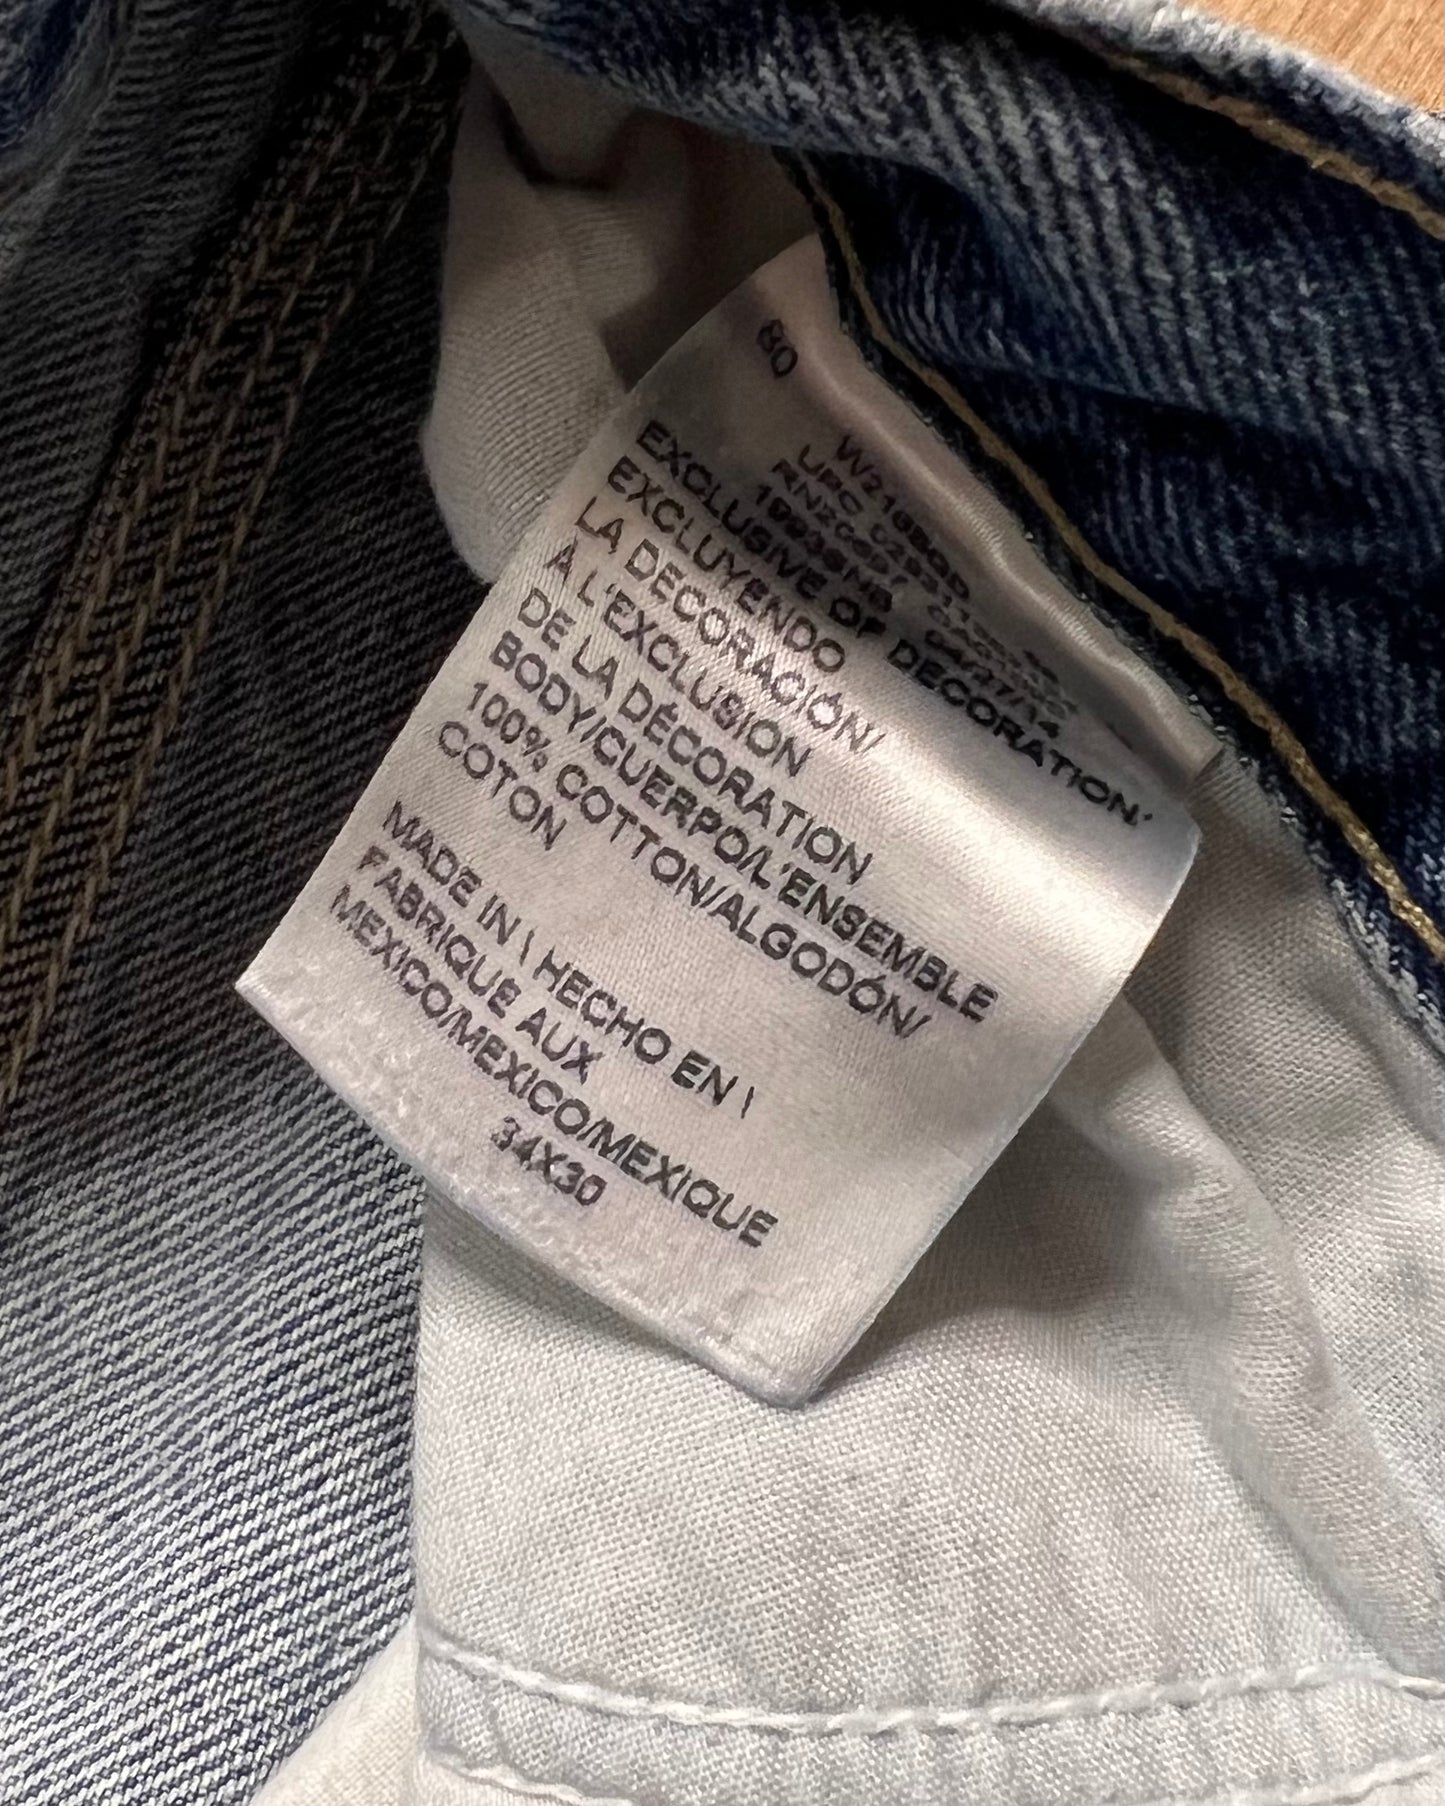 80
EXCLUSIVE OF DECORATION/
EXCLUYENDO
LA DECORACIÓN/
À L'EXCLUSION
DE LA DÉCORATION
BODY/CUERPO/L'ENSEMBLE
100% COTTON/ALGODÓN/
COTON
MADE IN \ HECHO EN \
FABRIQUE AUX
MEXICO/MEXICO/MEXIQUE
34X30